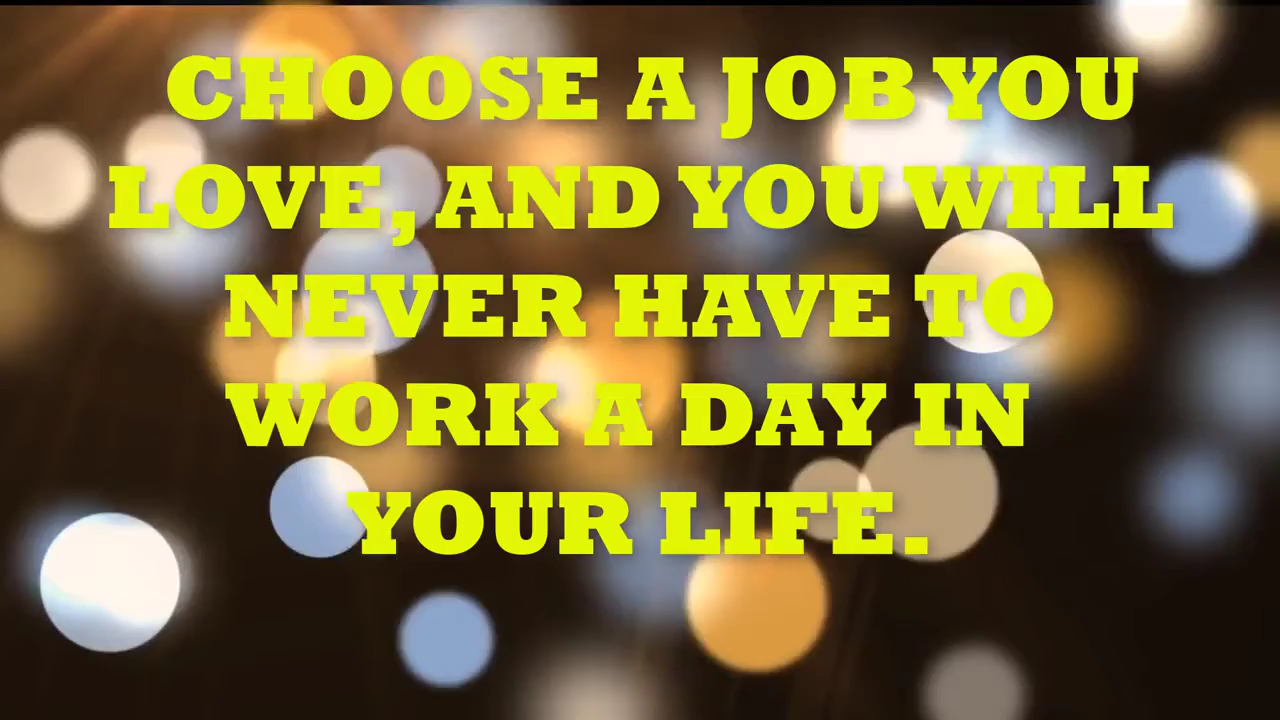 CHOOSE A JOB YOU
LOVE, AND YOU WILL
NEVER HAVE TO
WORK A DAY IN
YOUR LIFE.